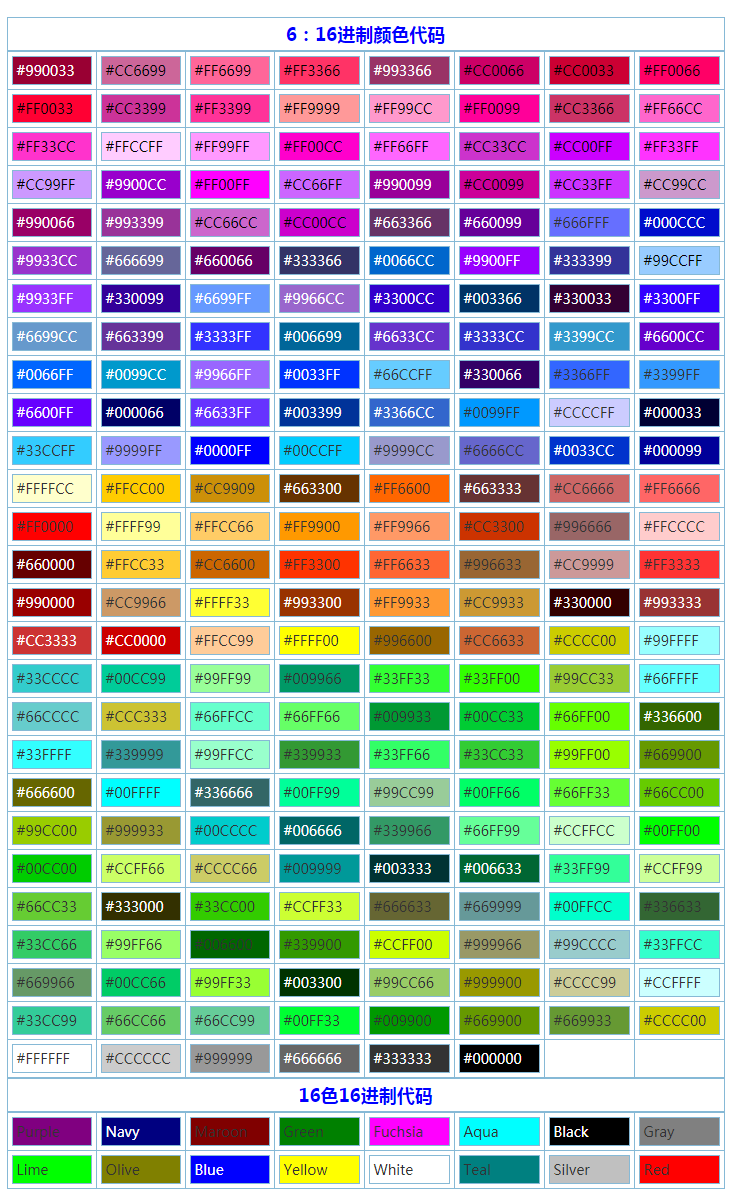 6：16进制颜色代码
#990033 #CC6699 #FF6699 #FF3366 #993366 #CC0066 #CC0033 #FF0066
#FF0033 #CC3399 #FF3399 #FF9999 #FF99CC #FF0099 #CC3366 #FF66CC
#FF33CC #FFCCFF #FF99FF #FF00CC #FF66FF #CC33CC #CC00FF #FF33FF
#CC99FF #9900CC #FF00FF #CC66FF #990099 #CC0099 #CC33FF #CC99CC
#990066 #993399 #CC66CC #CC00CC #663366 #660099 #666FFF #000CCC
#9933CC #666699 #660066 #333366 #0066CC #9900FF #333399 #99CCFF
#9933FF #330099 #6699FF #9966CC #3300CC #003366 #330033 #3300FF
#6699CC #663399 #3333FF #006699 #6633CC #3333CC #3399CC #6600CC
#0066FF #0099CC #9966FF #0033FF #66CCFF #330066 #3366FF #3399FF
#6600FF #000066 #6633FF #003399 #3366CC #0099FF #CCCCFF #000033
#33CCFF #9999FF #0000FF #00CCFF #9999CC #6666CC #0033CC #000099
#FFFFCC #FFCC00 #CC9909 #663300 #FF6600 #663333 #CC6666 #FF6666
#FF0000 #FFFF99 #FFCC66 #FF9900 #FF9966 #CC3300 #996666 #FFCCCC
#660000 #FFCC33 #CC6600 #FF3300 #FF6633 #996633 #CC9999 #FF3333
#990000 #CC9966 #FFFF33 #993300 #FF9933 #CC9933 #330000 #993333
#CC3333 #CC0000 #FFCC99 #FFFF00 #996600 #CC6633 #CCCC00 #99FFFF
#33CCCC #00CC99 #99FF99 #009966 #33FF33 #33FF00 #99CC33 #66FFFF
#66CCCC #CCC333 #66FFCC #66FF66 #009933 #00CC33 #66FF00 #336600
#33FFFF #339999 #99FFCC #339933 #33FF66 #33CC33 #99FF00 #669900
#666600 #00FFFF #336666 #00FF99 #99CC99 #00FF66 #66FF33 #66CC00
#99CC00 #999933 #00CCCC #006666 #339966 #66FF99 #CCFFCC #00FF00
#00CC00 #CCFF66 #CCCC66 #009999 #003333 #006633 #33FF99 #CCFF99
#66CC33 #333000 #33CC00 #CCFF33 #666633 #669999 #00FFCC #336633
#33CC66 #99FF66 #006600 #339900 #CCFF00 #999966 #99CCCC #33FFCC
#669966 #00CC66 #99FF33 #003300 #99CC66 #999900 #CCCC99 #CCFFFF
#33CC99 #66CC66 #66CC99 #00FF33 #009900 #669900 #669933 #CCCC00
#FFFFFF #CCCCCC #999999 #666666 #333333 #000000
16色16进制代码
Purple Navy Maroon Green Fuchsia Aqua Black Gray
Lime Olive Blue Yellow White Teal Silver Red